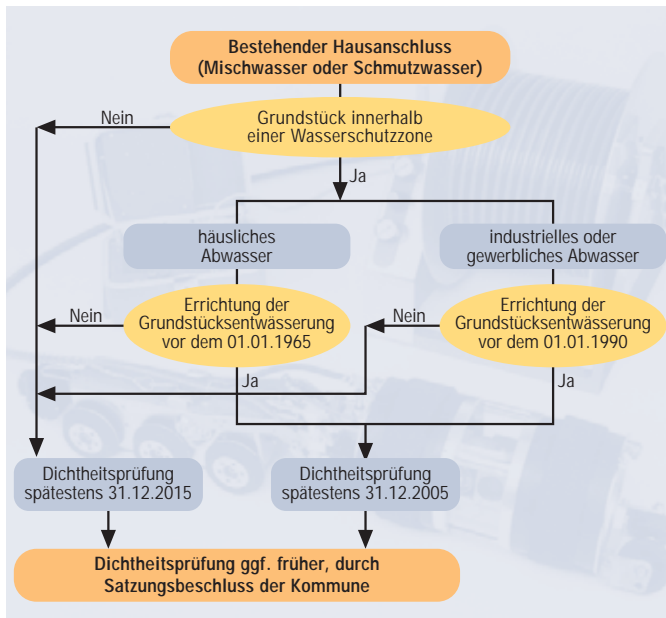 Bestehender Hausanschluss
(Mischwasser oder Schmutzwasser)
Nein
Grundstück innerhalb
einer Wasserschutzzone
Ja
häusliches
Abwasser
industrielles oder
gewerbliches Abwasser
Nein
Errichtung der
Grundstücksentwässerung
vor dem 01.01.1965
Nein
Errichtung der
Grundstücksentwässerung
vor dem 01.01.1990
Ja
Ja
Dichtheitsprüfung
spätestens 31.12.2015
Dichtheitsprüfung
spätestens 31.12.2005
Dichtheitsprüfung ggf. früher, durch
Satzungsbeschluss der Kommune